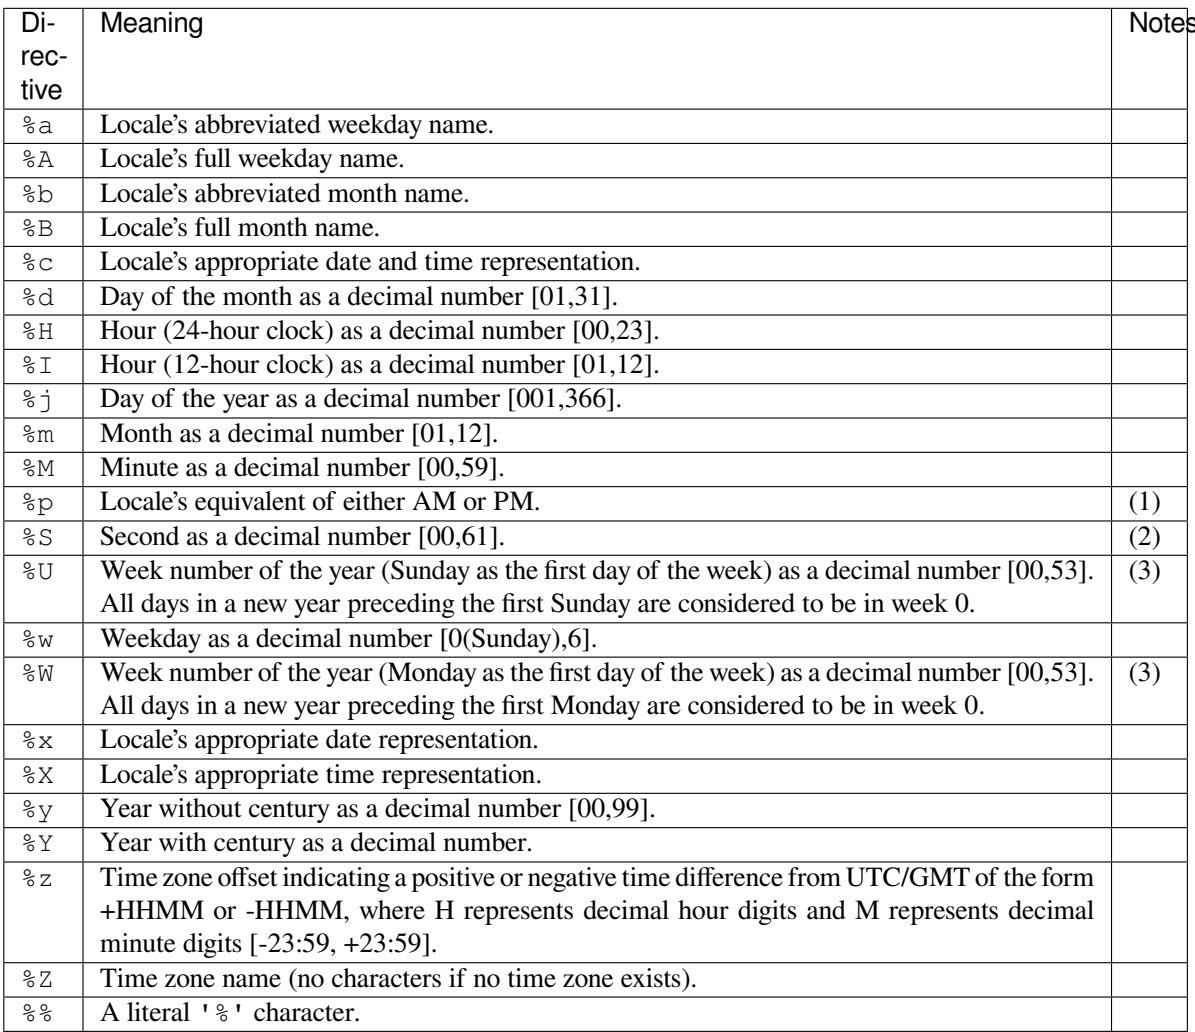 Di- Meaning Notes
rec-
tive
%a Locale’s abbreviated weekday name.
%A Locale’s full weekday name.
%b Locale’s abbreviated month name.
%B Locale’s full month name.
%c Locale’s appropriate date and time representation.
%d Day of the month as a decimal number [01,31].
%H Hour (24-hour clock) as a decimal number [00,23].
%I Hour (12-hour clock) as a decimal number [01,12].
%j Day of the year as a decimal number [001,366].
%m Month as a decimal number [01,12].
%M Minute as a decimal number [00,59].
%p Locale’s equivalent of either AM or PM. (1)
%S Second as a decimal number [00,61]. (2)
%U Week number of the year (Sunday as the first day of the week) as a decimal number [00,53]. (3)
All days in a new year preceding the first Sunday are considered to be in week 0.
%w Weekday as a decimal number [0(Sunday),6].
%W Week number of the year (Monday as the first day of the week) as a decimal number [00,53]. (3)
All days in a new year preceding the first Monday are considered to be in week 0.
%x Locale’s appropriate date representation.
%X Locale’s appropriate time representation.
%y Year without century as a decimal number [00,99].
%Y Year with century as a decimal number.
%z Time zone offset indicating a positive or negative time difference from UTC/GMT of the form
+HHMM or -HHMM, where H represents decimal hour digits and M represents decimal
minute digits [-23:59, +23:59].
%Z Time zone name (no characters if no time zone exists).
%% A literal '%' character.